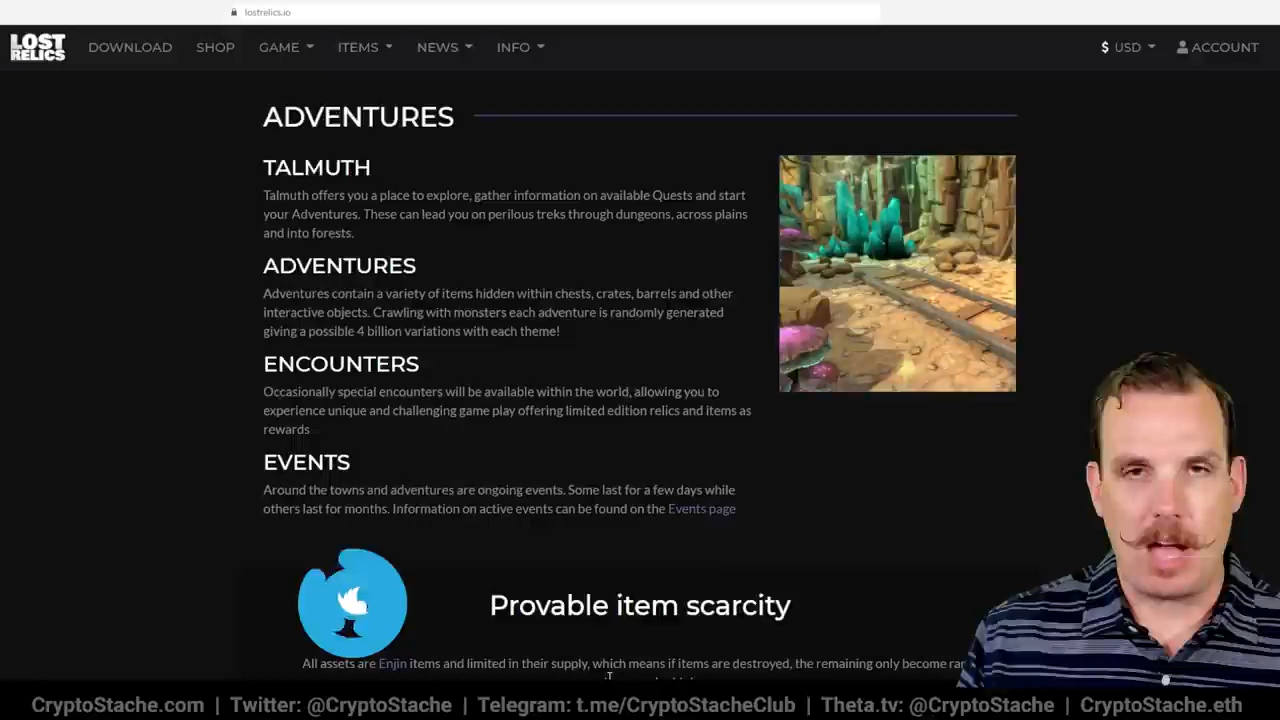 lostrelics.io
LOST
RELICS
DOWNLOAD SHOP GAME ITEMS NEWS INFO $ USD ACCOUNT
ADVENTURES
TALMUTH
Talmuth offers you a place to explore, gather information on available Quests and start
your Adventures. These can lead you on perilous treks through dungeons, across plains
and into forests.
ADVENTURES
Adventures contain a variety of items hidden within chests, crates, barrels and other
interactive objects. Crawling with monsters each adventure is randomly generated
giving a possible 4 billion variations with each theme!
ENCOUNTERS
Occasionally special encounters will be available within the world, allowing you to
experience unique and challenging game play offering limited edition relics and items as
rewards
EVENTS
Around the towns and adventures are ongoing events. Some last for a few days while
others last for months. Information on active events can be found on the Events page
Provable item scarcity
All assets are Enjin items and limited in their supply, which means if items are destroyed, the remaining only become
CryptoStache.com | Twitter: @CryptoStache | Telegram: t.me/CryptoStacheClub | Theta.tv: @CryptoStache | CryptoStache.eth